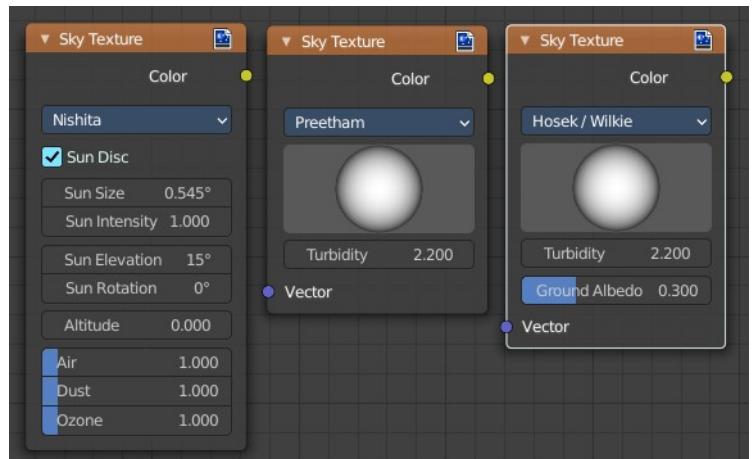 Sky Texture
Color
Nishita
Sun Disc
Sun Size 0.545°
Sun Intensity 1.000
Sun Elevation 15°
Sun Rotation 0°
Altitude 0.000
Air 1.000
Dust 1.000
Ozone 1.000
Sky Texture
Color
Preetham
Turbidity 2.200
Vector
Sky Texture
Color
Hosek / Wilkie
Turbidity 2.200
Ground Albedo 0.300
Vector